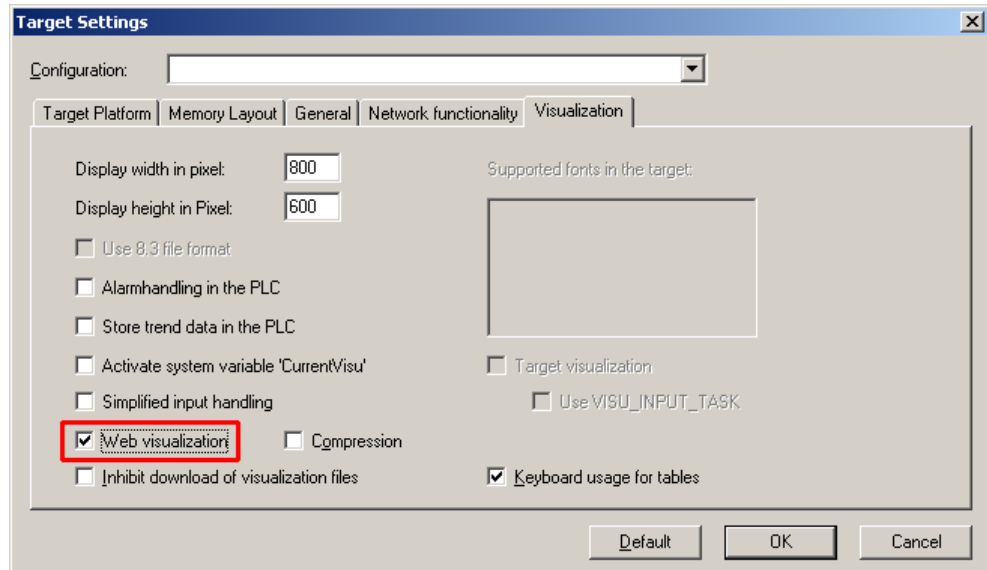 Target Settings
Configuration:
Target Platform Memory Layout General Network functionality Visualization
Display width in pixel: 800
Supported fonts in the target:
Display height in Pixel: 600
Use 8.3 file format
Alarmhandling in the PLC
Store trend data in the PLC
Activate system variable 'CurrentVisu'
Target visualization
Simplified input handling
Use VISU_INPUT_TASK
Web visualization Compression
Inhibit download of visualization files
Keyboard usage for tables
Default OK Cancel